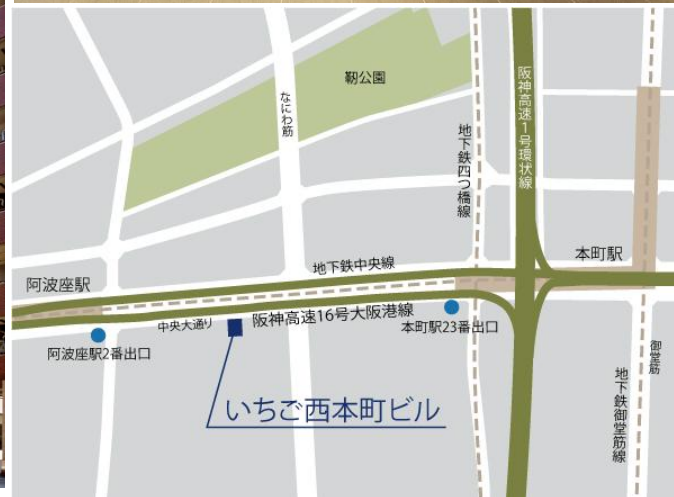 靭公園
なにわ筋
阪神高速1号環状線
地下鉄四つ橋線
本町駅
地下鉄中央線
阿波座駅
中央大通り
阪神高速16号大阪港線
本町駅23番出口
阿波座駅2番出口
御堂筋
地下鉄御堂筋線
いちご西本町ビル